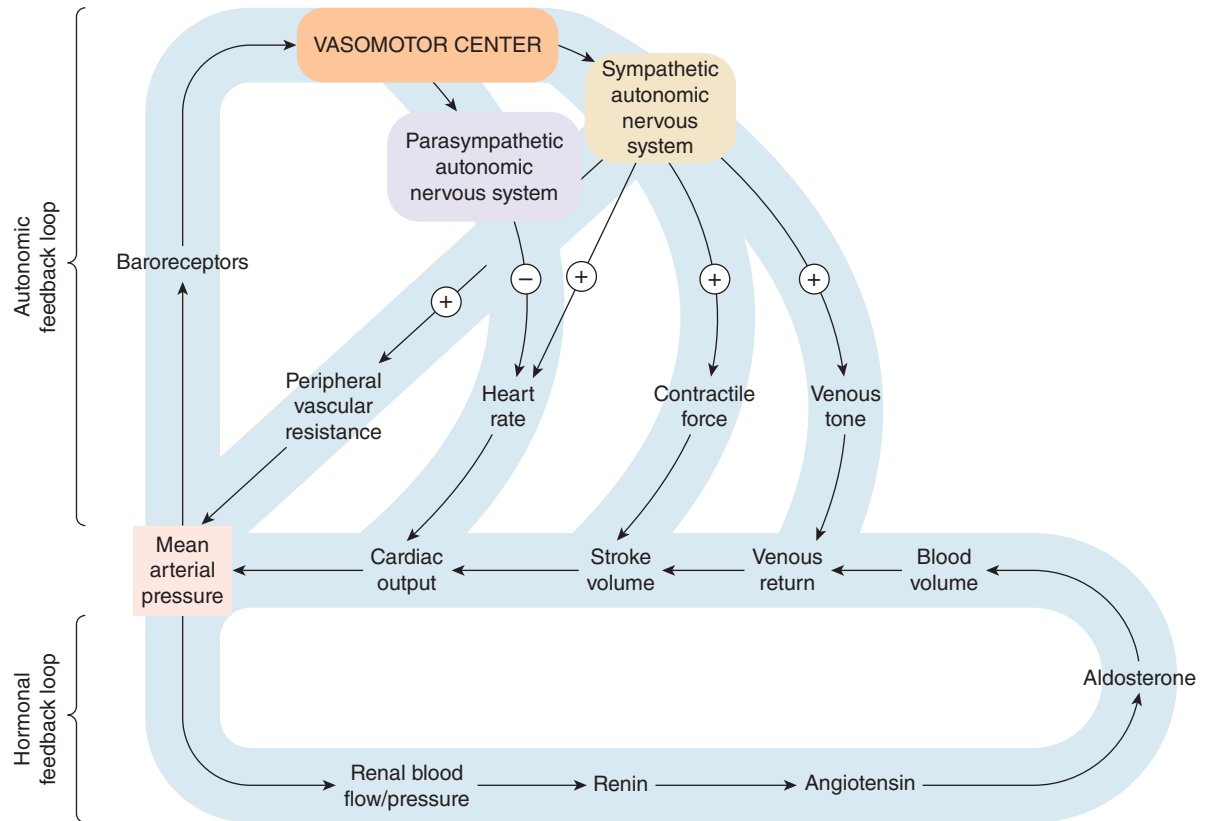 VASOMOTOR CENTER
Sympathetic
autonomic
nervous
system
Parasympathetic
autonomic
nervous system
Autonomic
feedback loop
Baroreceptors
+
−
+
+
+
Peripheral
vascular
resistance
Heart
rate
Contractile
force
Venous
tone
Mean
arterial
pressure
Cardiac
output
Stroke
volume
Venous
return
Blood
volume
Hormonal
feedback loop
Aldosterone
Renal blood
flow/pressure
Renin
Angiotensin